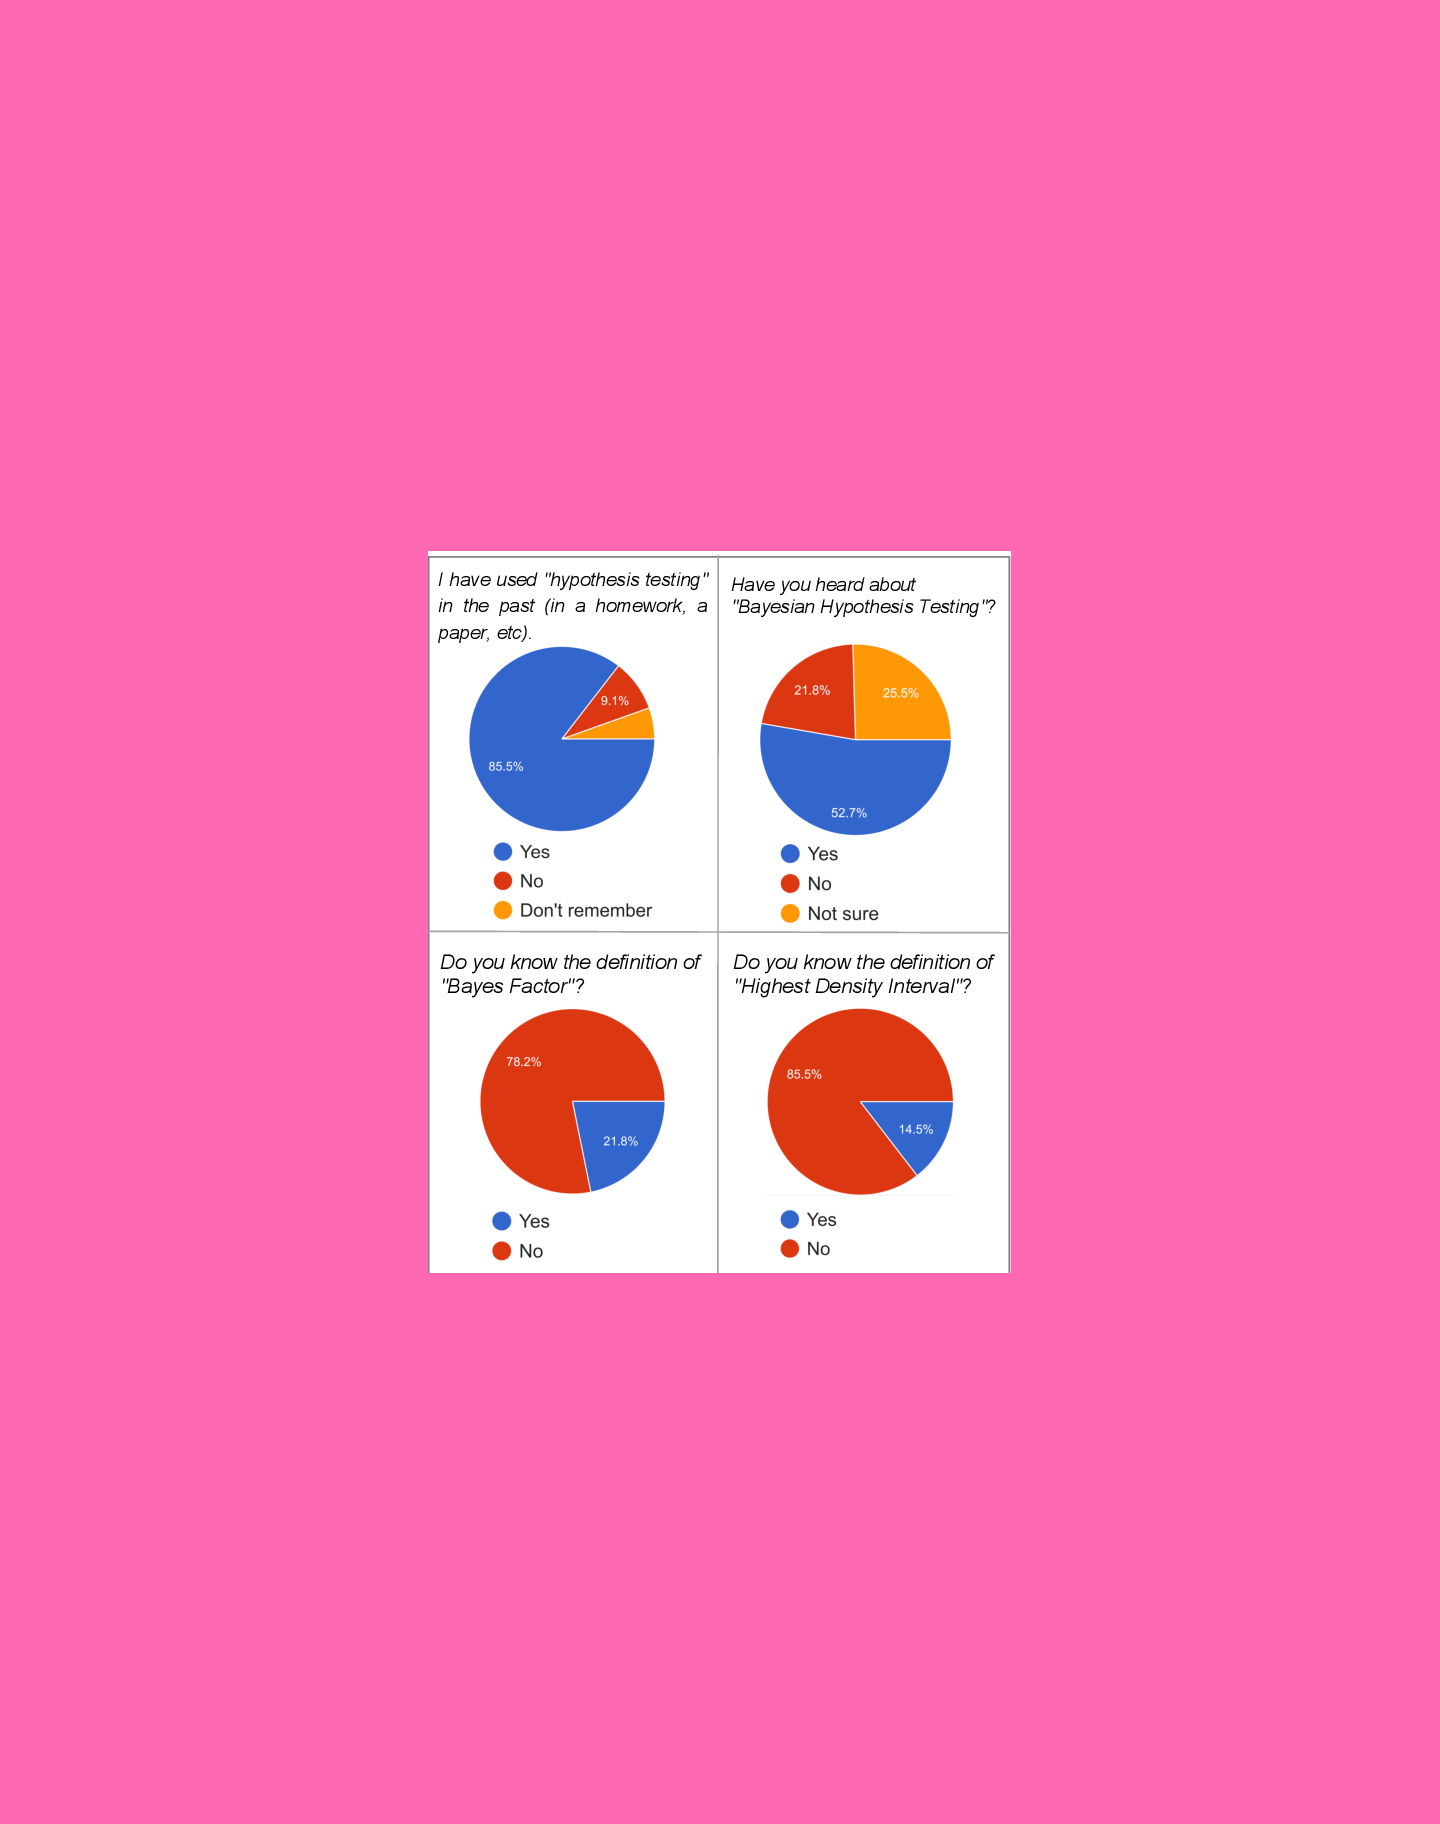 I have used "hypothesis testing"
in the past (in a homework, a
paper, etc).
9.1%
85.5%
Yes
No
Don't remember
Have you heard about
"Bayesian Hypothesis Testing"?
21.8%
25.5%
52.7%
Yes
No
Not sure
Do you know the definition of
"Bayes Factor"?
78.2%
21.8%
Yes
No
Do you know the definition of
"Highest Density Interval"?
85.5%
14.5%
Yes
No